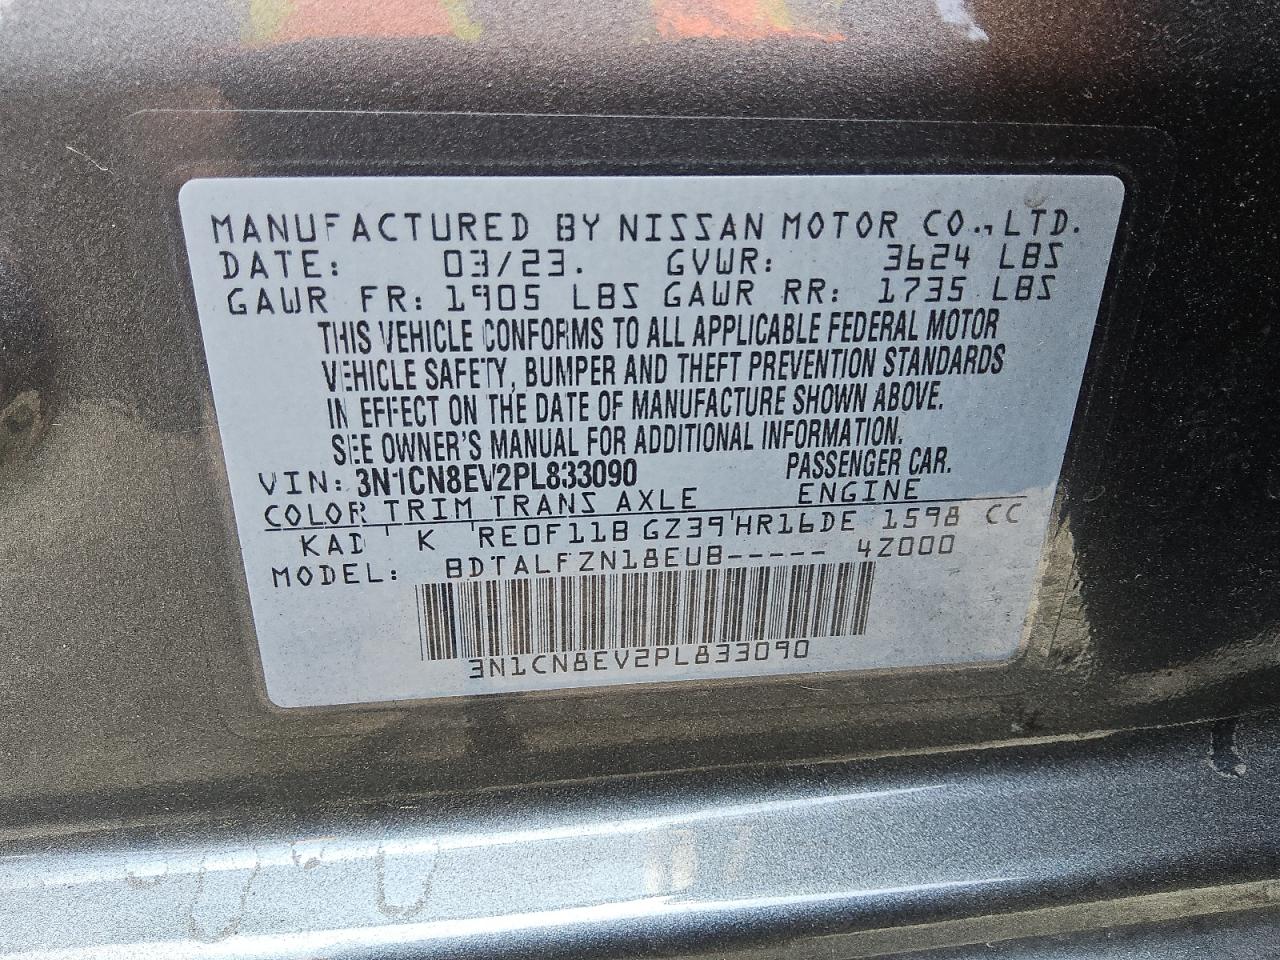 MANUFACTURED BY NISSAN MOTOR CO., LTD.
DATE: 03/23. GVWR: 3624 LBS
GAWR FR: 1905 LBS GAWR RR: 1735 LBS
THIS VEHICLE CONFORMS TO ALL APPLICABLE FEDERAL MOTOR
VEHICLE SAFETY, BUMPER AND THEFT PREVENTION STANDARDS
IN EFFECT ON THE DATE OF MANUFACTURE SHOWN ABOVE.
SEE OWNER'S MANUAL FOR ADDITIONAL INFORMATION.
VIN: 3N1CN8EV2PL833090 PASSENGER CAR.
COLOR TRIM TRANS AXLE ENGINE
KAD K RE0F11B GZ39 HR16DE 1598 CC
MODEL: BDTALFZN18EUB----- 4Z000
3N1CN8EV2PL833090